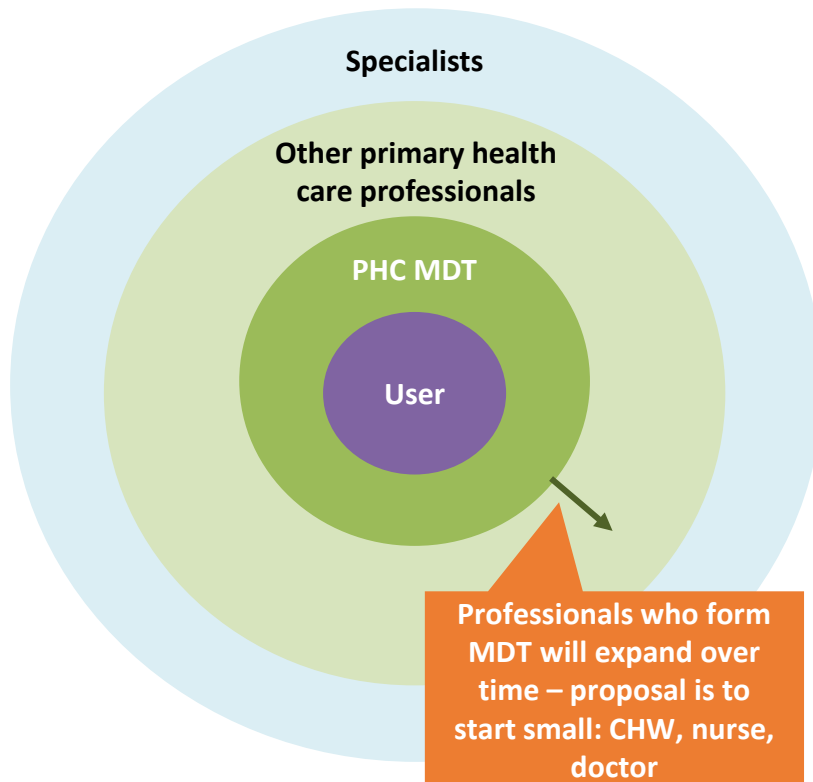 Specialists
Other primary health
care professionals
PHC MDT
User
Professionals who form
MDT will expand over
time – proposal is to
start small: CHW, nurse,
doctor